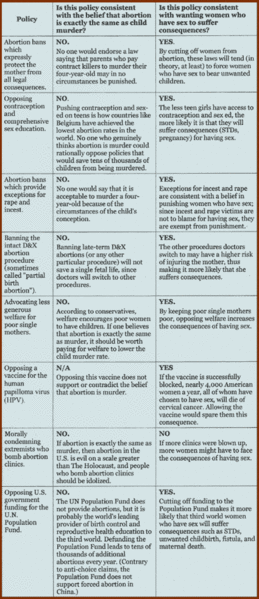 Policy
Is this policy consistent
with the belief that abortion
is exactly the same as child
murder?
Is this policy consistent
with wanting women who
have sex to suffer
consequences?
Abortion bans
which
expressly
protect the
mother from
all legal
consequences.
NO.
No one would endorse a law
saying that parents who pay
contract killers to murder their
four-year-old may in no
circumstances be punished.
YES.
By cutting off women from
abortion, these laws will tend (in
theory, at least) to force women
who have sex to bear unwanted
children.
Opposing
contraception
and
comprehensive
sex education.
NO.
Pushing contraception and sex-
ed on teens is how countries like
Belgium have achieved the
lowest abortion rates in the
world. No one who genuinely
thinks abortion is murder could
rationally oppose policies that
would save tens of thousands of
children from being murdered.
YES.
The less teen girls have access to
contraception and sex ed, the
more likely it is that they will
suffer consequences (STDs,
pregnancy) for having sex.
Abortion bans
which provide
exceptions for
rape and
incest.
NO.
No one would say that it is
acceptable to murder a four-
year-old because of the
circumstances of the child's
conception.
YES.
Exceptions for incest and rape
are consistent with a belief in
punishing women who have sex;
since incest and rape victims are
not to blame for having sex, they
are exempt from punishment.
Banning the
intact D&X
abortion
procedure
(sometimes
called "partial
birth
abortion").
NO.
Banning late-term D&X
abortions (or any other
particular procedure) will not
save a single fetal life, since
doctors will switch to other
procedures.
YES.
The other procedures doctors
switch to may have a higher risk
of injuring the mother, thus
making it more likely that she
suffers consequences.
Advocating less
generous
welfare for
poor single
mothers.
NO.
According to conservatives,
welfare encourages poor women
to have children. If one believes
that abortion is exactly the same
as murder, it should be worth
paying for welfare to lower the
child murder rate.
YES.
By keeping poor single mothers
poor, opposing welfare increases
the consequences of having sex.
Opposing a
vaccine for the
human
papilloma virus
(HPV).
N/A
Opposing this vaccine does not
support or contradict the belief
that abortion is murder.
YES
If the vaccine is successfully
blocked, nearly 4,000 American
women a year, all of whom have
chosen to have sex, will die of
cervical cancer. Allowing the
vaccine would spare them this
consequence.
Morally
condemning
extremists who
bomb abortion
clinics.
NO.
If abortion is exactly the same as
murder, then abortion in the
U.S. is evil on a scale greater
than The Holocaust, and people
who bomb abortion clinics
should be idolized.
NO
If more clinics were blown up,
more women might have to face
the consequences of having sex.
Opposing U.S.
government
funding for the
U.N.
Population
Fund.
NO.
The UN Population Fund does
not provide abortions, but it is
probably the world's leading
provider of birth control and
reproductive health education to
the third world. Defunding the
Population Fund leads to tens of
thousands of additional
abortions every year. (Contrary
to anti-choice claims, the
Population Fund does not
support forced abortion in
China.)
YES.
Cutting off funding to the
Population Fund makes it more
likely that third world women
who have sex will suffer
consequences such as STDs,
unwanted childbirth, fistula, and
maternal death.